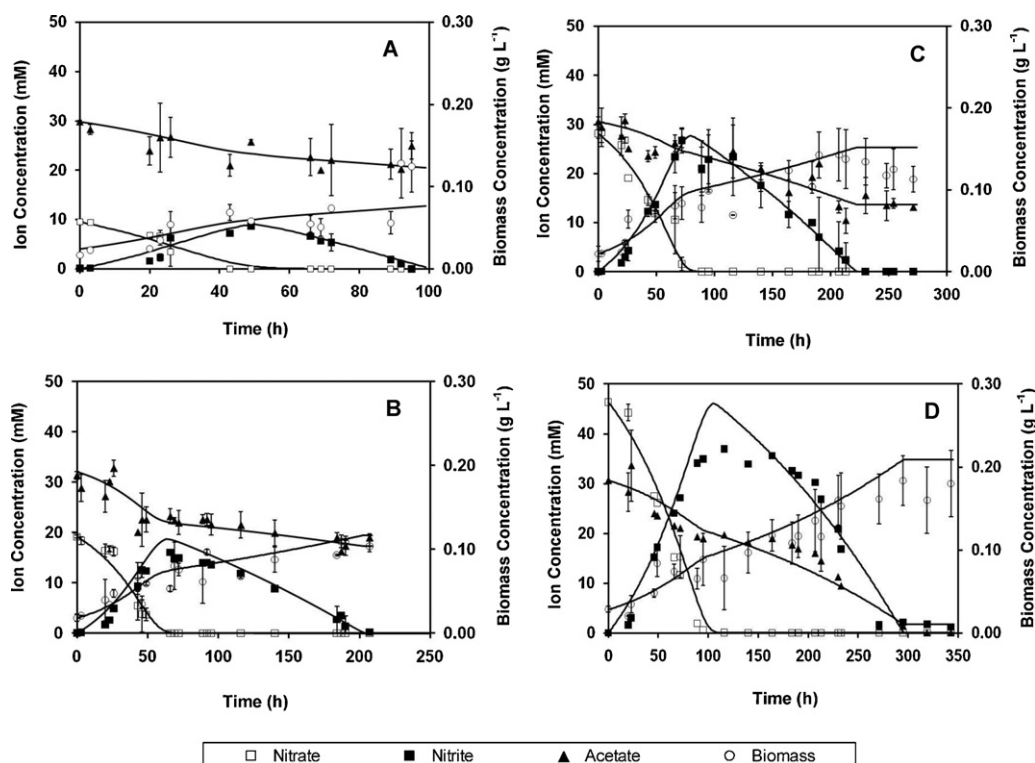 A
Ion Concentration (mM)
50
40
30
20
10
0
0.30
0.20
0.10
0.00
Biomass Concentration (g L⁻¹)
0 20 40 60 80 100
Time (h)
C
Ion Concentration (mM)
50
40
30
20
10
0
0.30
0.20
0.10
0.00
Biomass Concentration (g L⁻¹)
0 50 100 150 200 250 300
Time (h)
B
Ion Concentration (mM)
50
40
30
20
10
0
0.30
0.20
0.10
0.00
Biomass Concentration (g L⁻¹)
0 50 100 150 200 250
Time (h)
D
Ion Concentration (mM)
50
40
30
20
10
0
0.30
0.20
0.10
0.00
Biomass Concentration (g L⁻¹)
0 50 100 150 200 250 300 350
Time (h)
Nitrate Nitrite Acetate Biomass